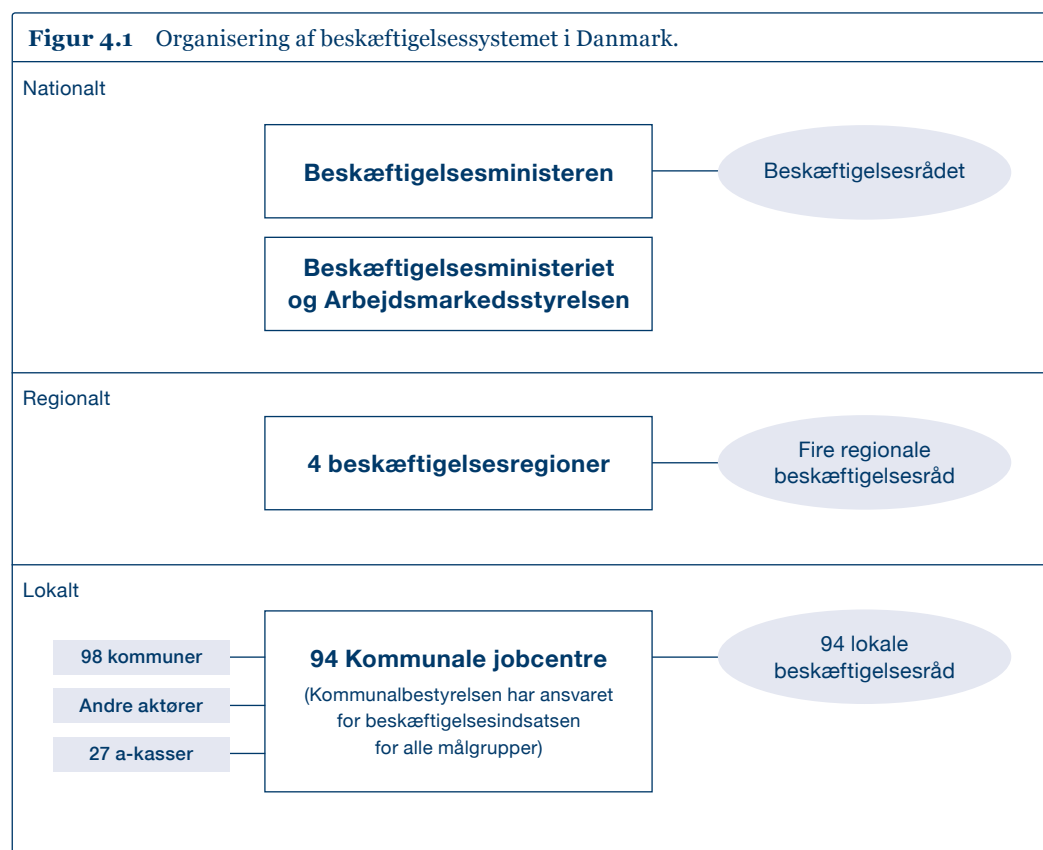 Figur 4.1 Organisering af beskæftigelsessystemet i Danmark.
Nationalt
Beskæftigelsesministeren
Beskæftigelsesrådet
Beskæftigelsesministeriet
og Arbejdsmarkedsstyrelsen
Regionalt
4 beskæftigelsesregioner
Fire regionale
beskæftigelsesråd
Lokalt
98 kommuner
Andre aktører
27 a-kasser
94 Kommunale jobcentre
(Kommunalbestyrelsen har ansvaret
for beskæftigelsesindsatsen
for alle målgrupper)
94 lokale
beskæftigelsesråd